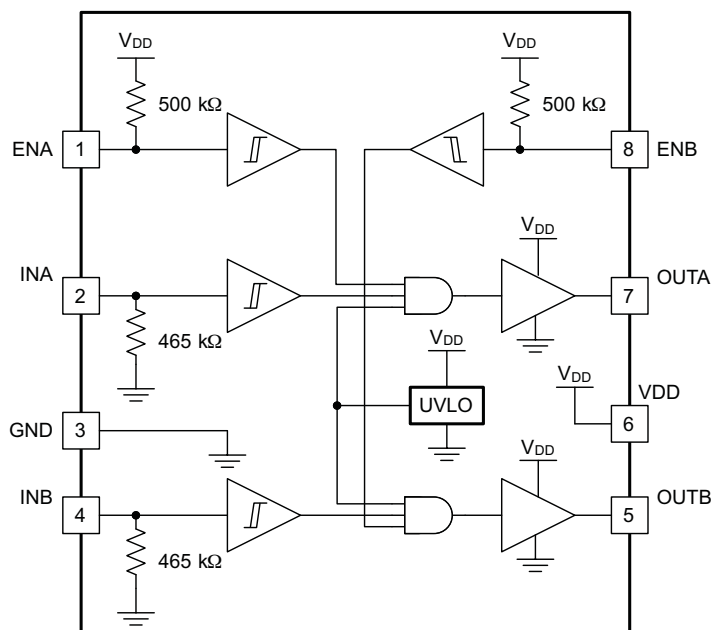 VDD
VDD
500 kΩ
500 kΩ
ENA
1
8
ENB
VDD
INA
2
7
OUTA
465 kΩ
VDD
VDD
VDD
UVLO
6
GND
3
VDD
INB
4
5
OUTB
465 kΩ